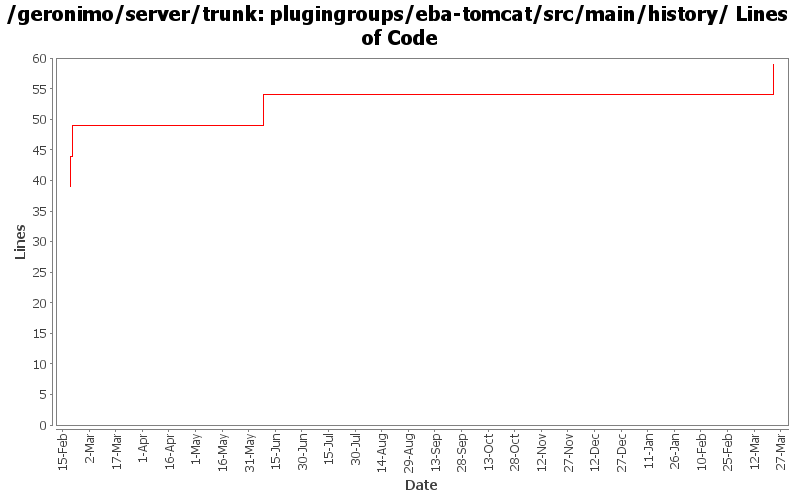 /geronimo/server/trunk: plugingroups/eba-tomcat/src/main/history/ Lines
of Code
60
55
50
45
40
35
30
25
20
15
10
5
0
Lines
15-Feb
2-Mar
17-Mar
1-Apr
16-Apr
1-May
16-May
31-May
15-Jun
30-Jun
15-Jul
30-Jul
14-Aug
29-Aug
13-Sep
28-Sep
13-Oct
28-Oct
12-Nov
27-Nov
12-Dec
27-Dec
11-Jan
26-Jan
10-Feb
25-Feb
12-Mar
27-Mar
Date